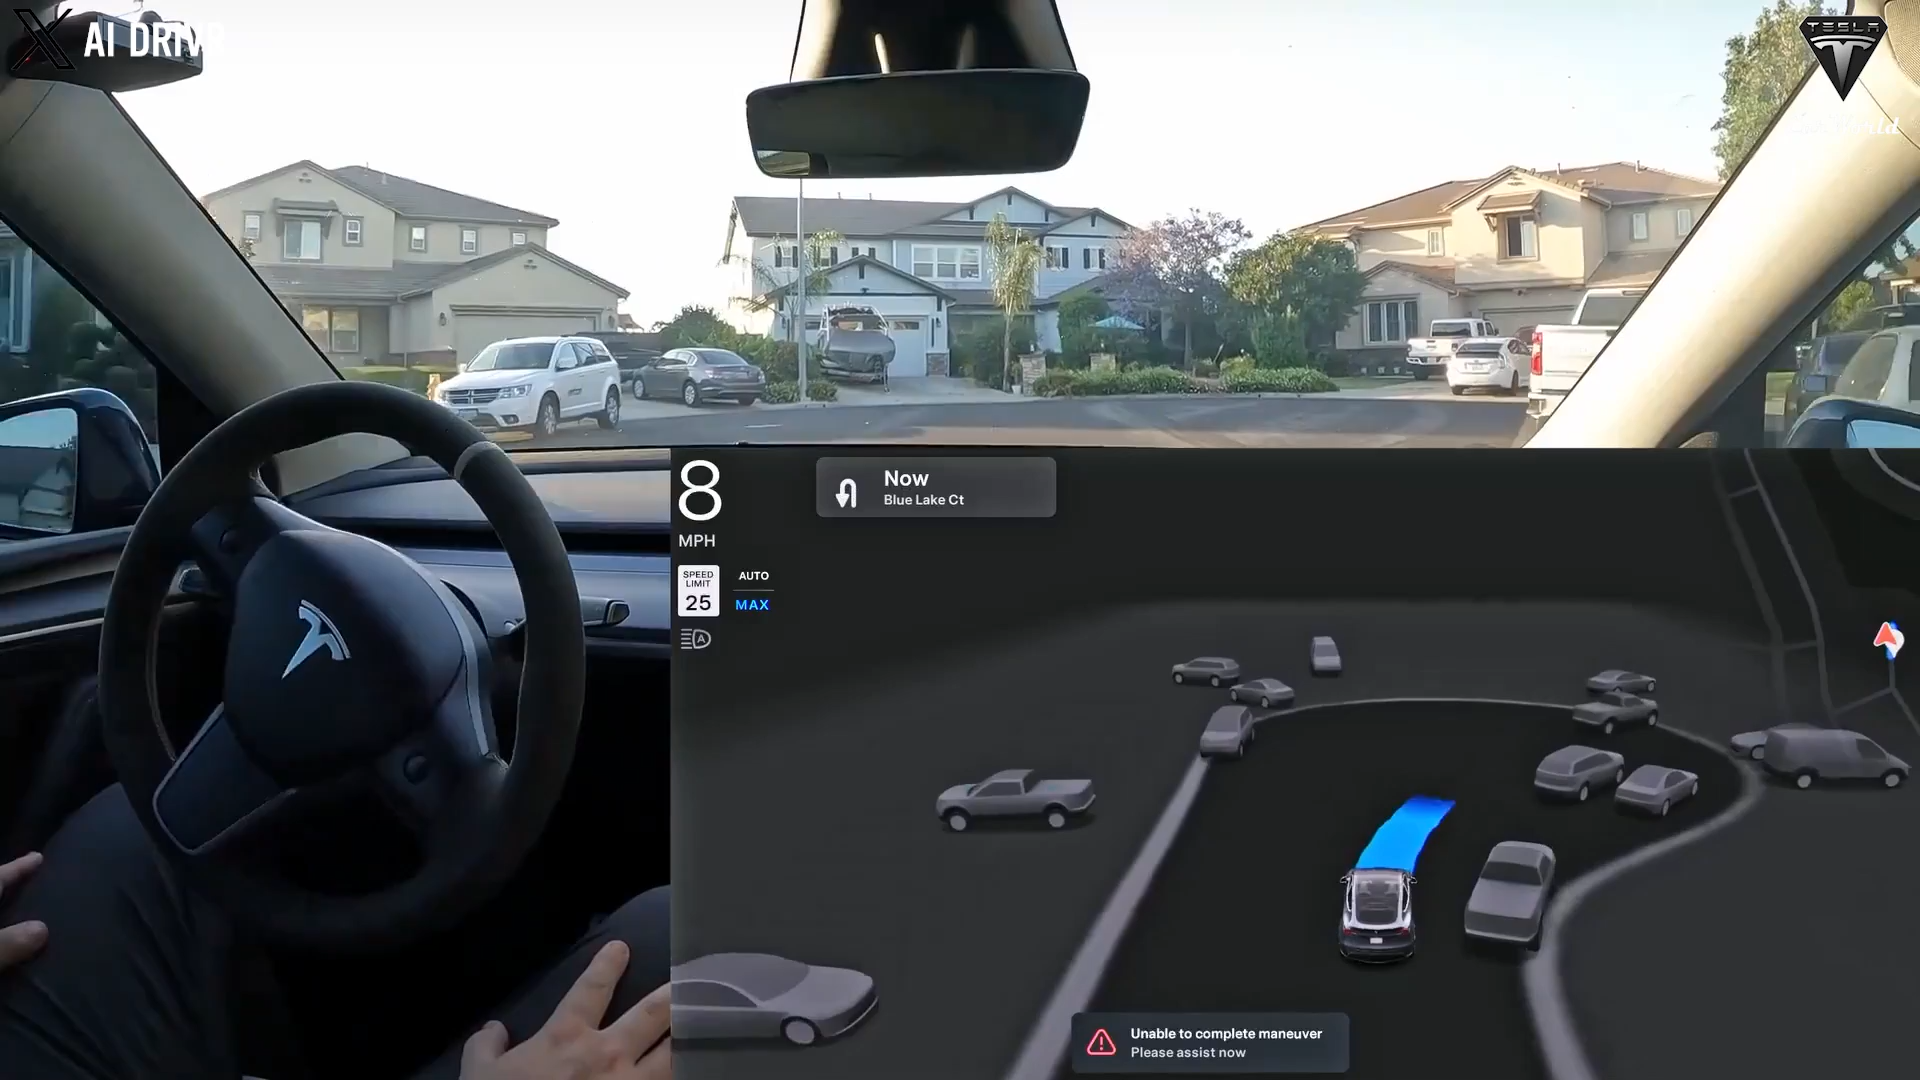 AI DRIVR
TESLA
8
MPH
Now
Blue Lake Ct
SPEED
LIMIT
25
AUTO
MAX
A
Unable to complete maneuver
Please assist now